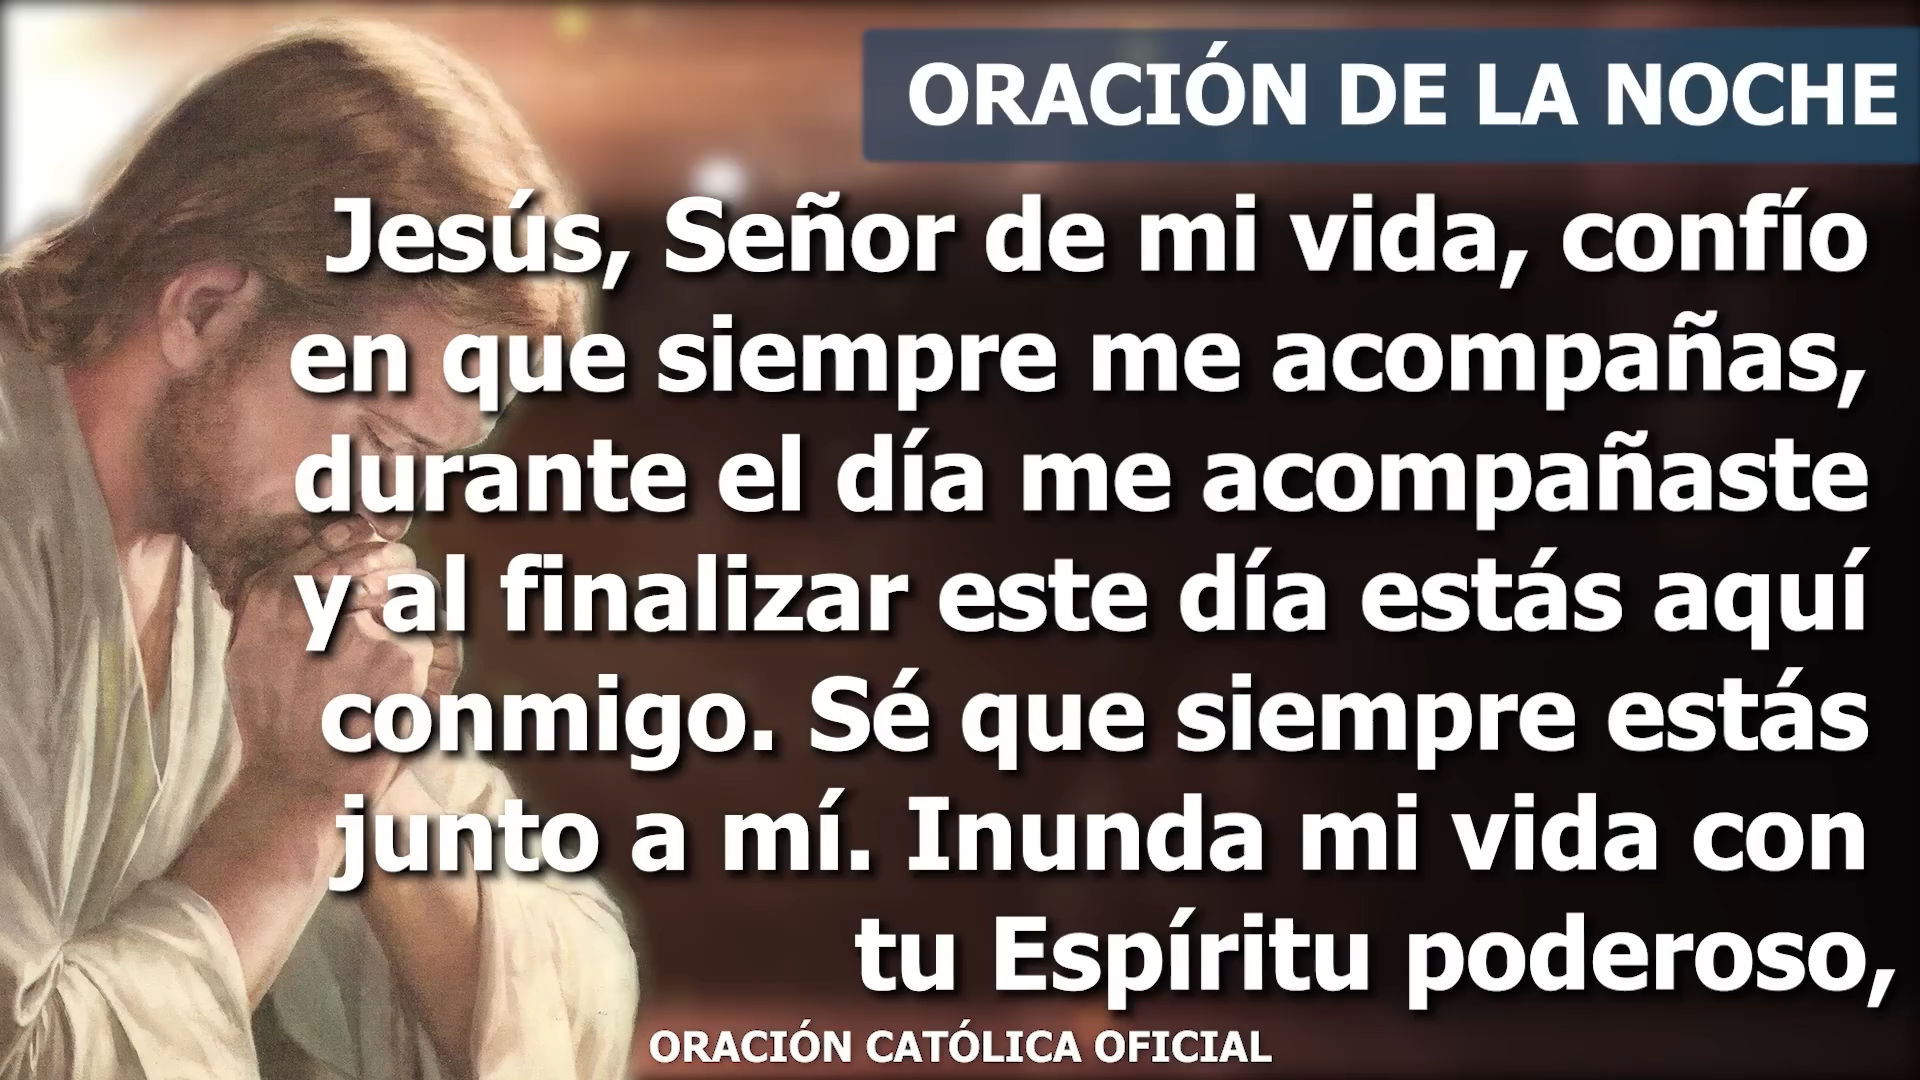 ORACIÓN DE LA NOCHE
Jesús, Señor de mi vida, confío
en que siempre me acompañas,
durante el día me acompañaste
y al finalizar este día estás aquí
conmigo. Sé que siempre estás
junto a mí. Inunda mi vida con
tu Espíritu poderoso,
ORACIÓN CATÓLICA OFICIAL